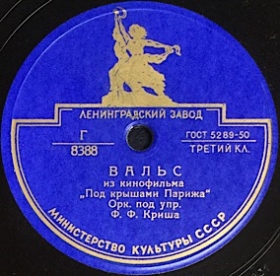 ЛЕНИНГРАДСКИЙ ЗАВОД
Г
8388
ГОСТ 5289-50
ТРЕТИЙ КЛ.
ВАЛЬС
из кинофильма
„Под крышами Парижа"
Орк. под упр.
Ф. Ф. Криша
МИНИСТЕРСТВО КУЛЬТУРЫ СССР